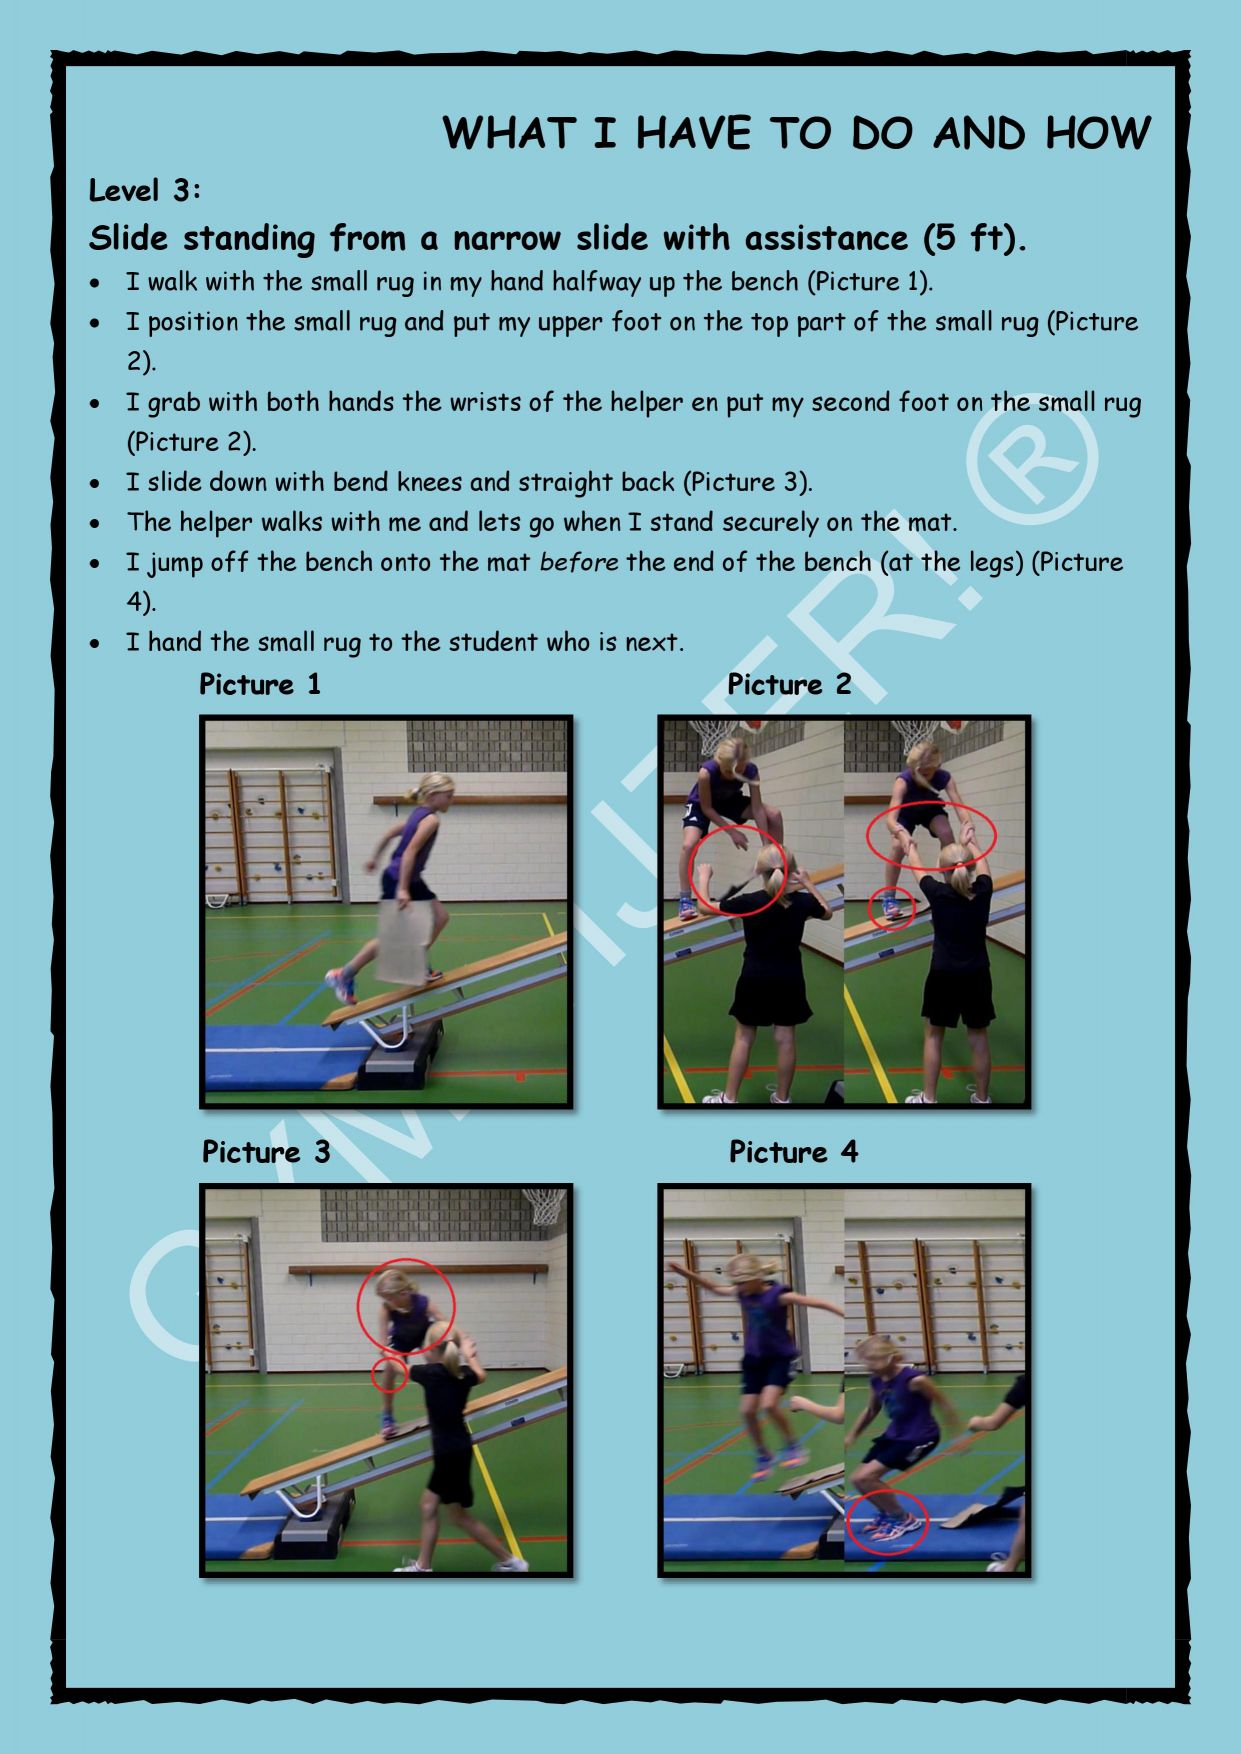 WHAT I HAVE TO DO AND HOW
Level 3:
Slide standing from a narrow slide with assistance (5 ft).
• I walk with the small rug in my hand halfway up the bench (Picture 1).
• I position the small rug and put my upper foot on the top part of the small rug (Picture
2).
• I grab with both hands the wrists of the helper en put my second foot on the small rug
(Picture 2).
• I slide down with bend knees and straight back (Picture 3).
• The helper walks with me and lets go when I stand securely on the mat.
• I jump off the bench onto the mat before the end of the bench (at the legs) (Picture
4).
• I hand the small rug to the student who is next.
Picture 1 Picture 2
Picture 3 Picture 4